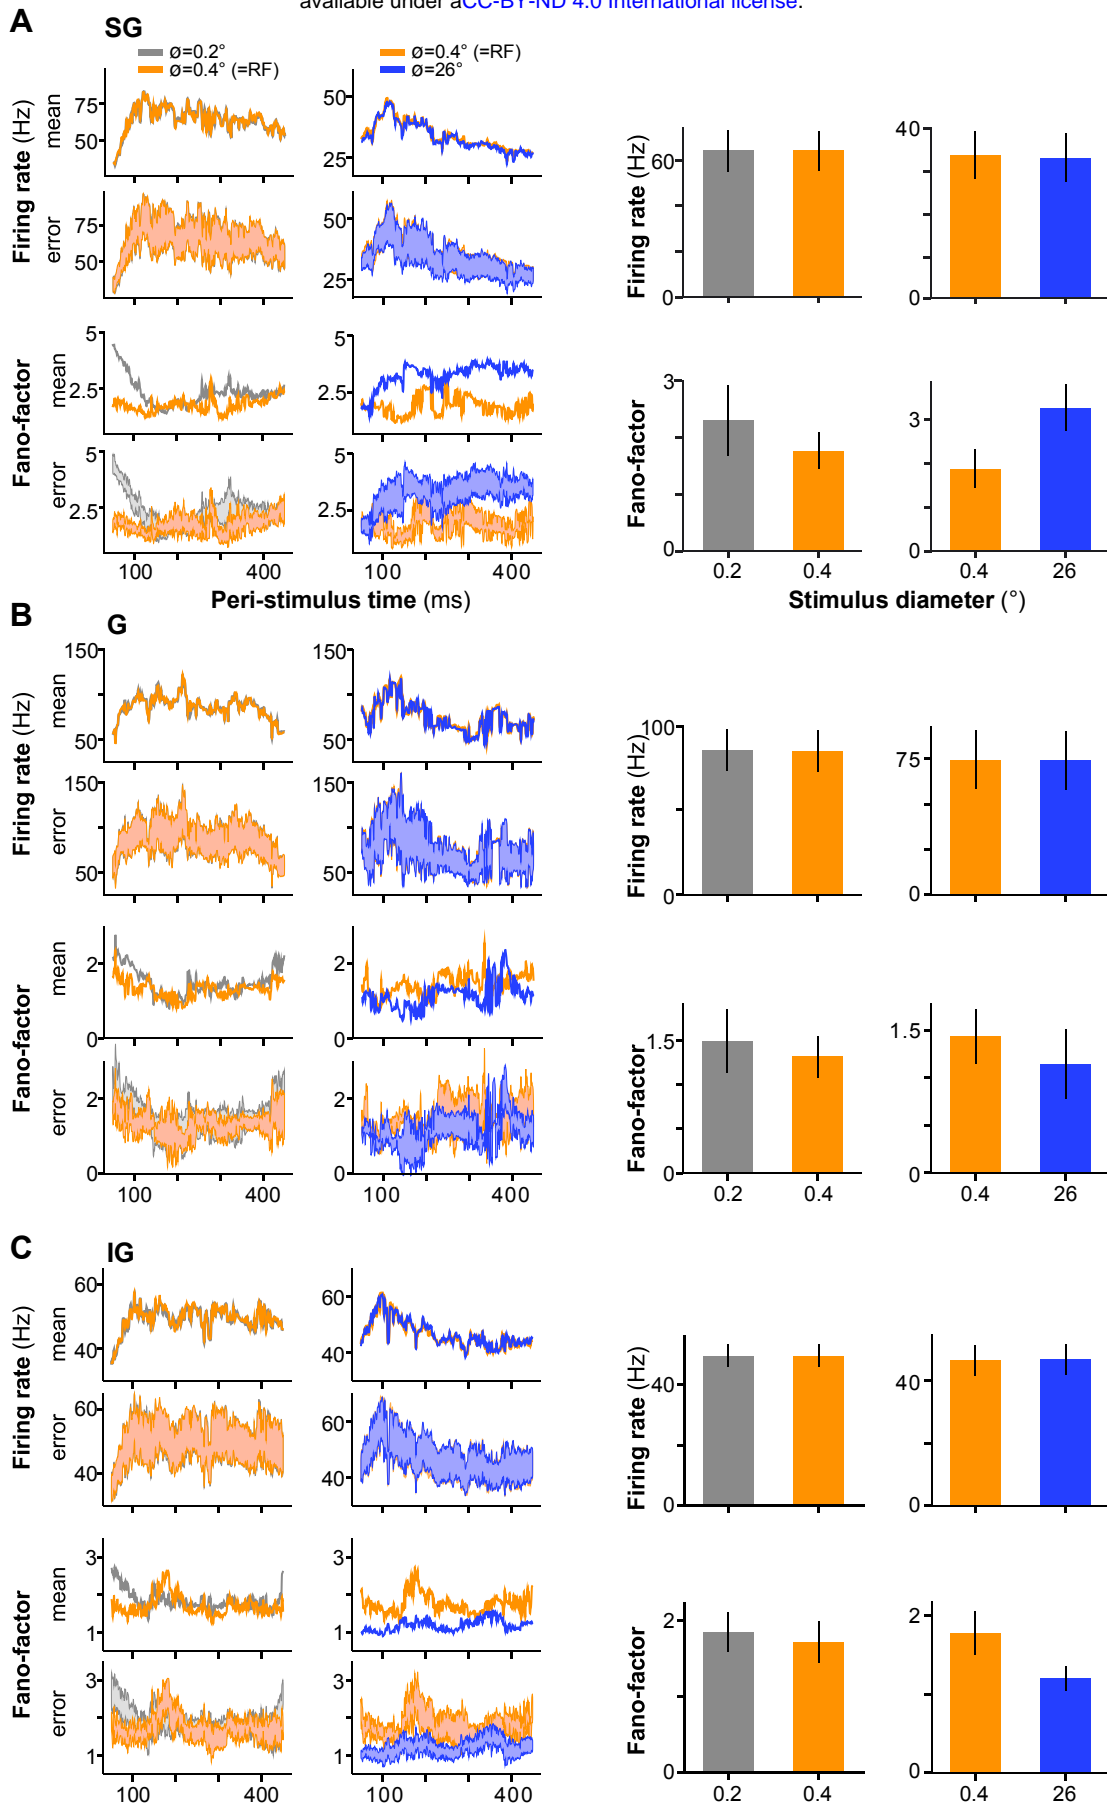 available under aCC-BY-ND 4.0 International license.
A
SG
ø=0.2°
ø=0.4° (=RF)
ø=0.4° (=RF)
ø=26°
Firing rate (Hz)
mean
75
50
50
25
error
75
50
50
25
Firing rate (Hz)
60
0
40
0
Fano-factor
mean
5
2.5
5
2.5
error
5
2.5
5
2.5
100
400
100
400
Peri-stimulus time (ms)
Fano-factor
3
0
0.2
0.4
3
0
0.4
26
Stimulus diameter (°)
B
G
Firing rate (Hz)
mean
150
50
150
50
error
150
50
150
50
Firing rate (Hz)
100
0
75
0
Fano-factor
mean
2
0
2
0
error
2
0
2
0
100
400
100
400
Fano-factor
1.5
0
0.2
0.4
1.5
0
0.4
26
C
IG
Firing rate (Hz)
mean
60
40
60
40
error
60
40
60
40
Firing rate (Hz)
40
0
40
0
Fano-factor
mean
3
1
3
1
error
3
1
3
1
100
400
100
400
Fano-factor
2
0
0.2
0.4
2
0
0.4
26